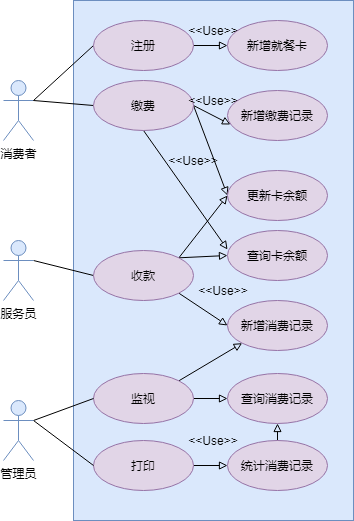 <<Use>>
注册
新增就餐卡
缴费
<<Use>>
新增缴费记录
消费者
<<Use>>
更新卡余额
查询卡余额
收款
<<Use>>
服务员
新增消费记录
监视
查询消费记录
<<Use>>
打印
统计消费记录
管理员